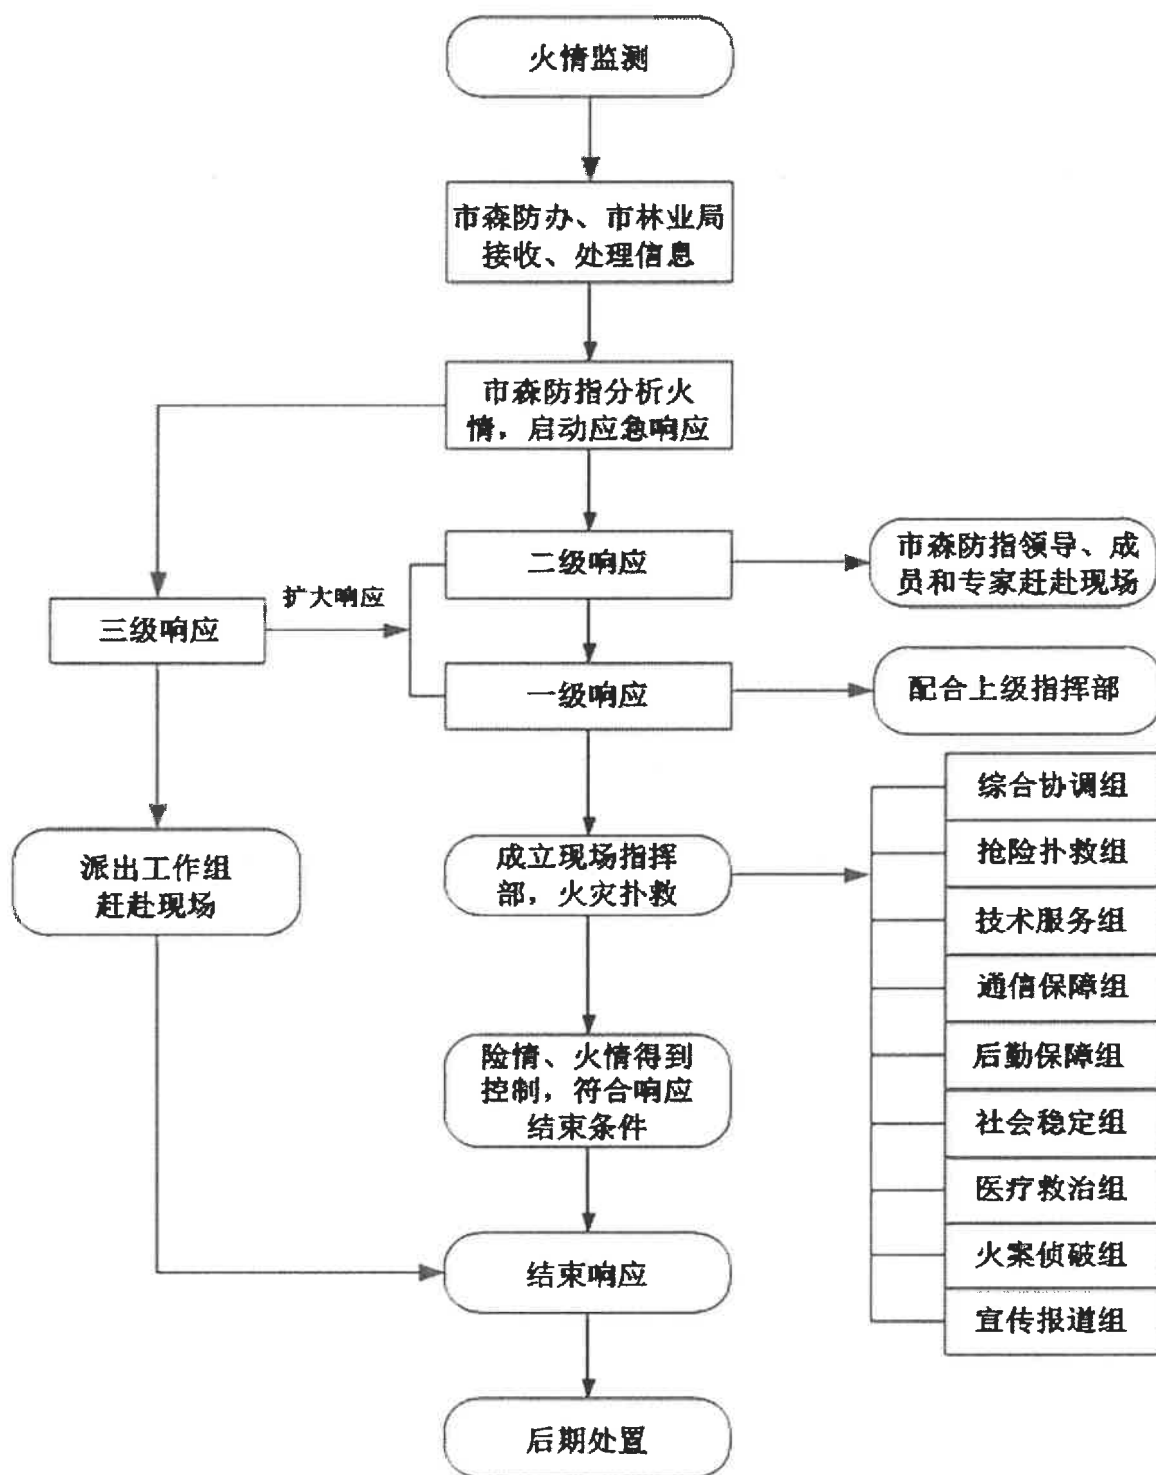 火情监测
市森防办、市林业局
接收、处理信息
市森防指分析火
情，启动应急响应
二级响应
市森防指领导、成
员和专家赶赴现场
扩大响应
三级响应
一级响应
配合上级指挥部
综合协调组
抢险扑救组
技术服务组
通信保障组
后勤保障组
社会稳定组
医疗救治组
火案侦破组
宣传报道组
派出工作组
赶赴现场
成立现场指挥
部，火灾扑救
险情、火情得到
控制，符合响应
结束条件
结束响应
后期处置